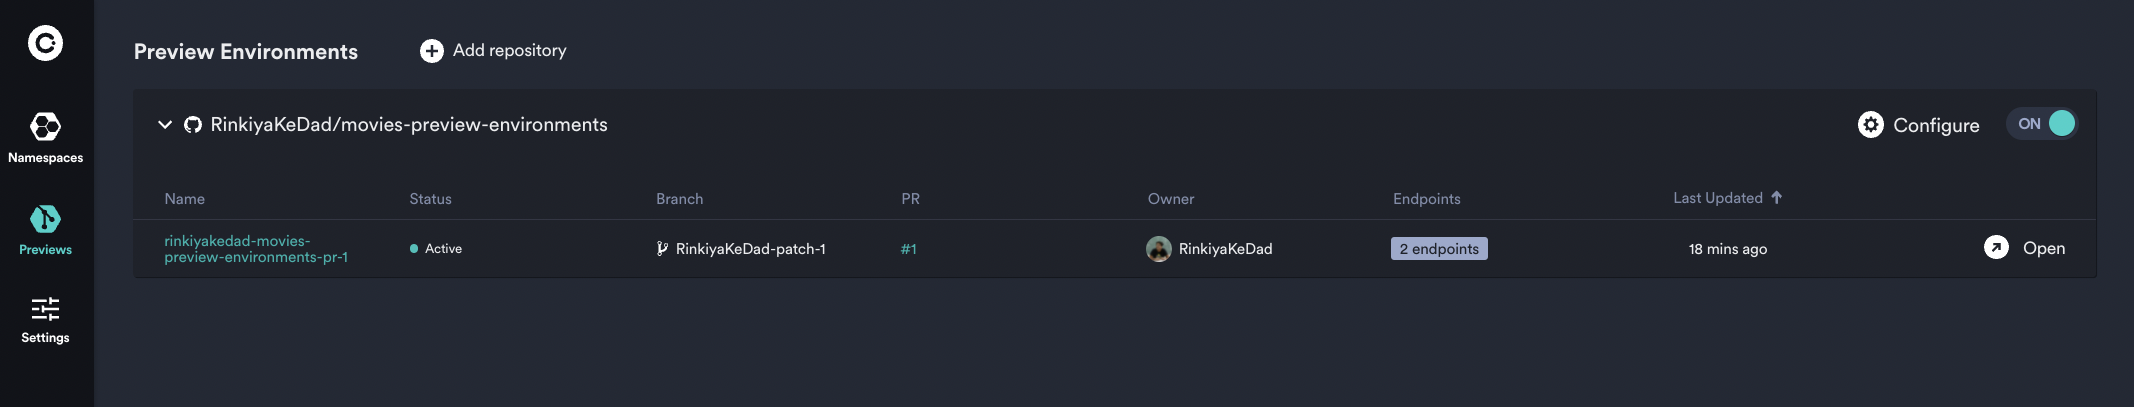 Preview Environments
Add repository
Namespaces
Previews
Settings
RinkiyaKeDad/movies-preview-environments
Configure
ON
Name
Status
Branch
PR
Owner
Endpoints
Last Updated
rinkiyakedad-movies-
preview-environments-pr-1
Active
RinkiyaKeDad-patch-1
#1
RinkiyaKeDad
2 endpoints
18 mins ago
Open